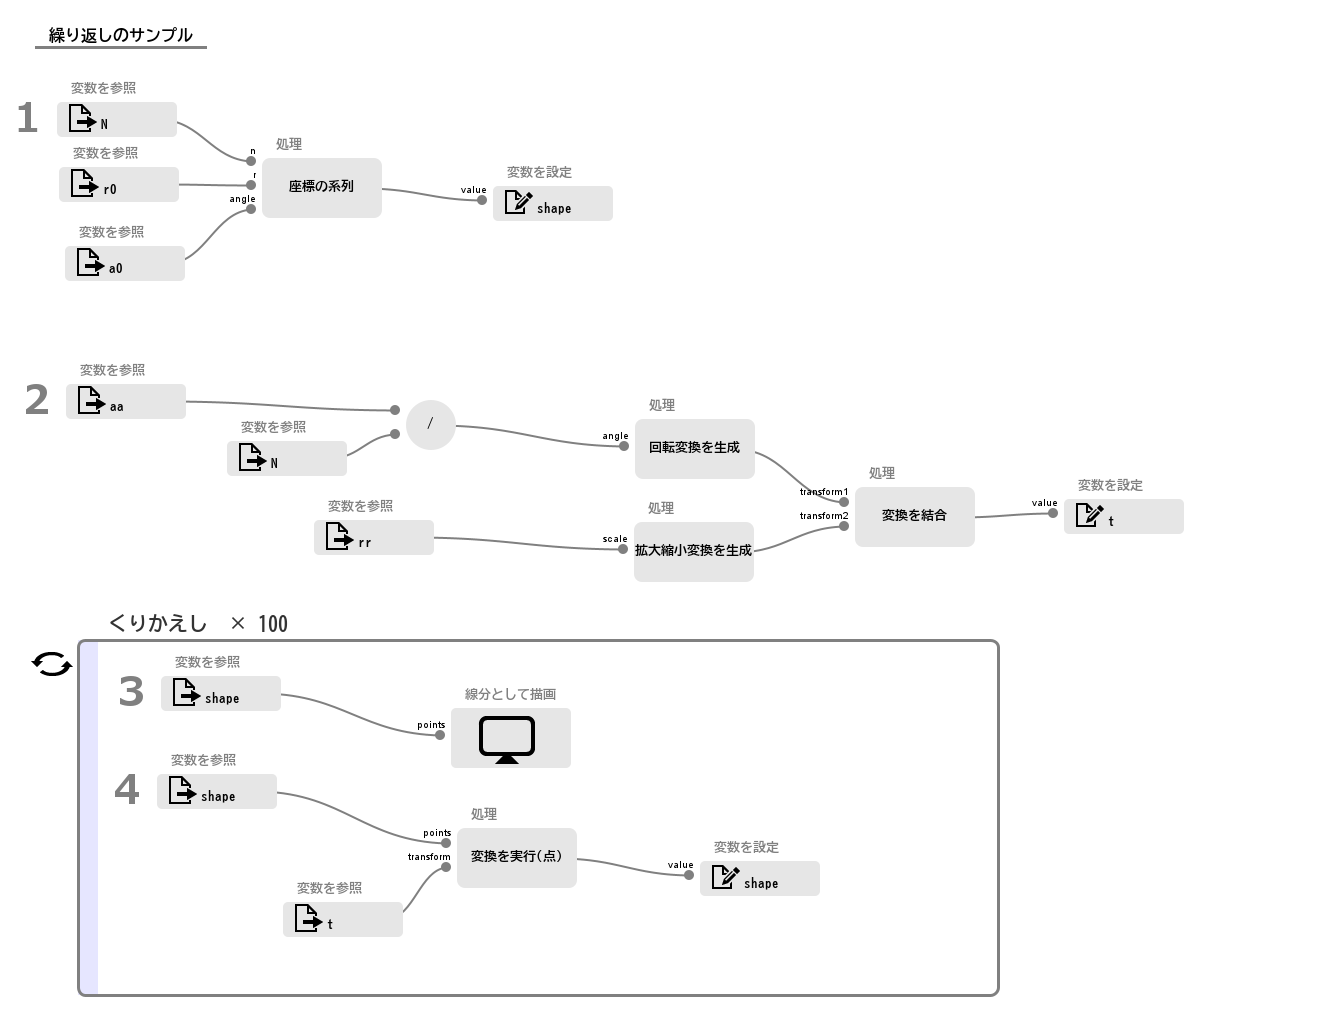 繰り返しのサンプル
1
変数を参照
N
変数を参照
r0
変数を参照
a0
n
r
angle
処理
座標の系列
value
変数を設定
shape
2
変数を参照
aa
変数を参照
N
/
変数を参照
rr
angle
処理
回転変換を生成
scale
処理
拡大縮小変換を生成
transform1
transform2
処理
変換を結合
value
変数を設定
t
くりかえし × 100
3
変数を参照
shape
points
線分として描画
4
変数を参照
shape
変数を参照
t
points
transform
処理
変換を実行(点)
value
変数を設定
shape